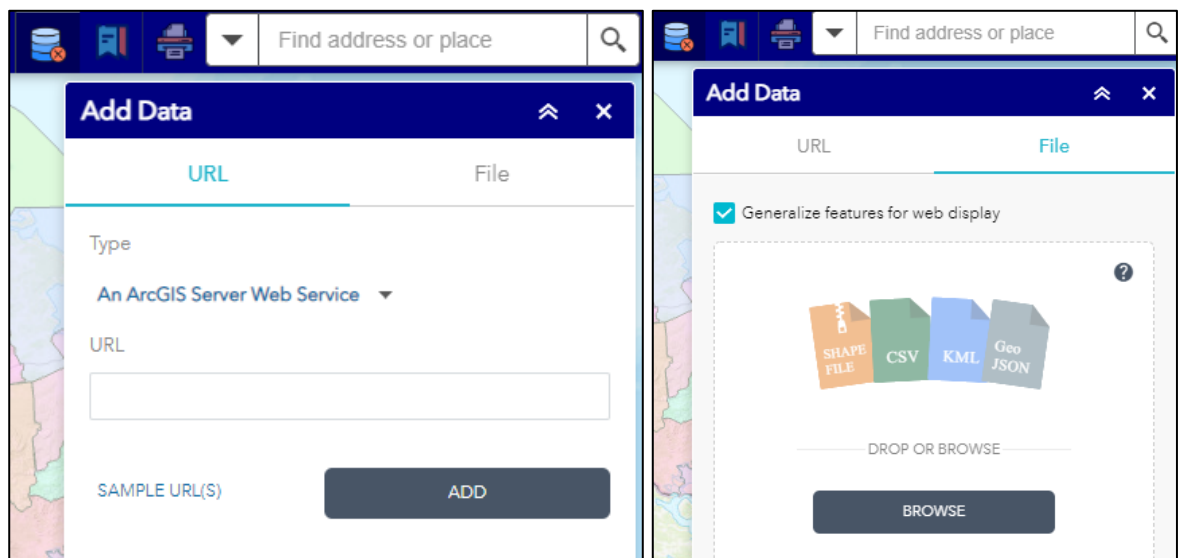 Find address or place
Add Data
URL
File
Type
An ArcGIS Server Web Service
URL
SAMPLE URL(S)
ADD
Find address or place
Add Data
URL
File
Generalize features for web display
?
SHAPE
FILE
CSV
KML
Geo
JSON
DROP OR BROWSE
BROWSE